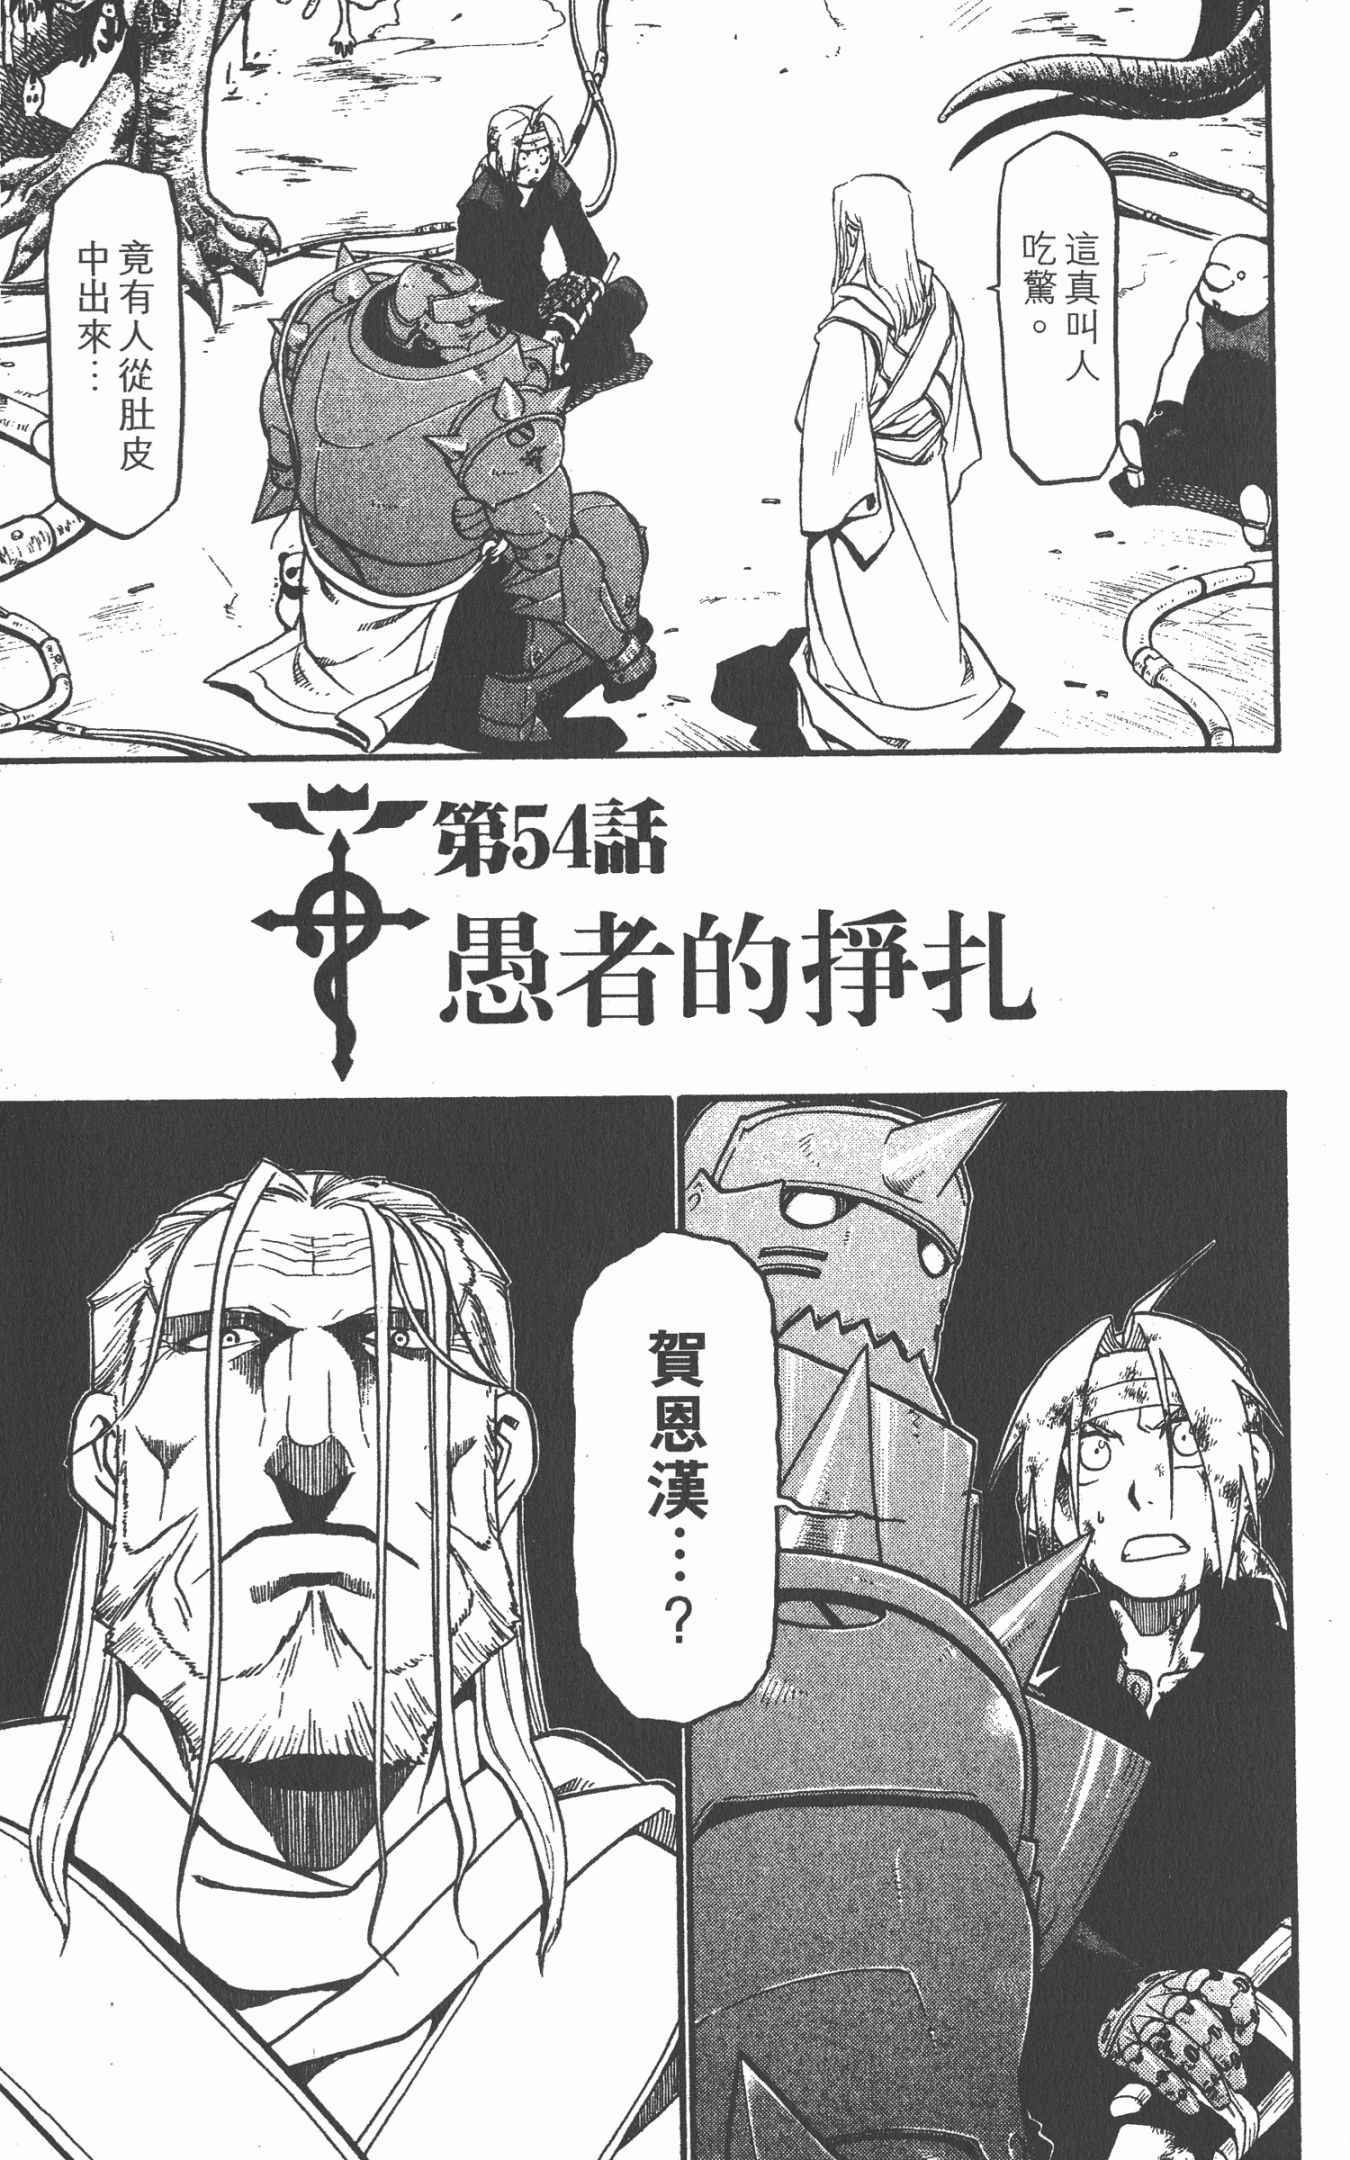 這真叫人
吃驚。
竟有人從肚皮
中出來…
第54話
愚者的掙扎
賀恩漢…？